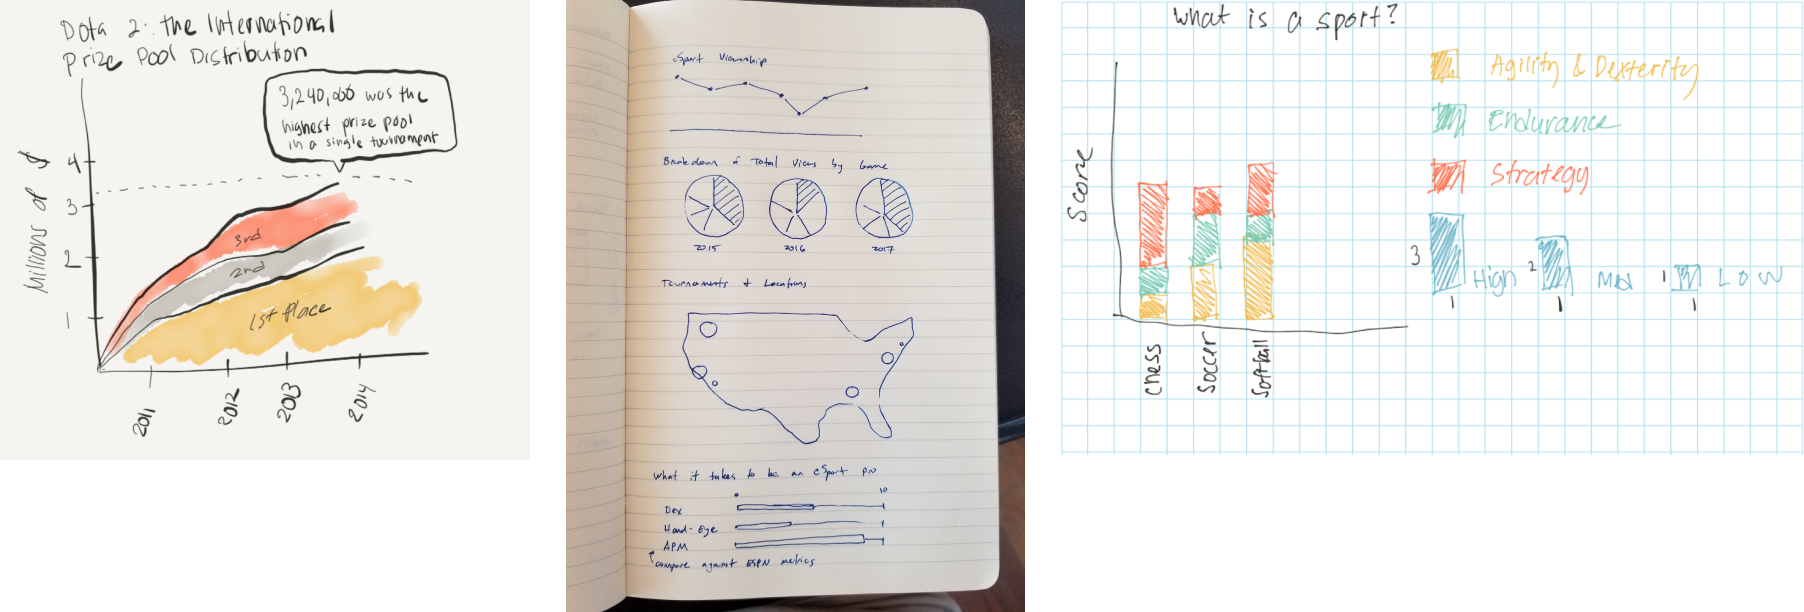 Dota 2: the International
Prize Pool Distribution
3,240,000 was the
highest prize pool
in a single tournament
Millions of $
4
3
2
1
3rd
2nd
1st place
2011
2012
2013
2014
eSport Viewership
Breakdown of Total Views by Game
2015
2016
2017
Tournaments + Locations
What it takes to be an eSport pro
0
10
Dex
Hand-Eye
APM
compare against ESPN metrics
What is a sport?
Score
Chess
Soccer
Softball
Agility & Dexterity
Endurance
Strategy
3
High
1
2
Med
1
1
LOW
1